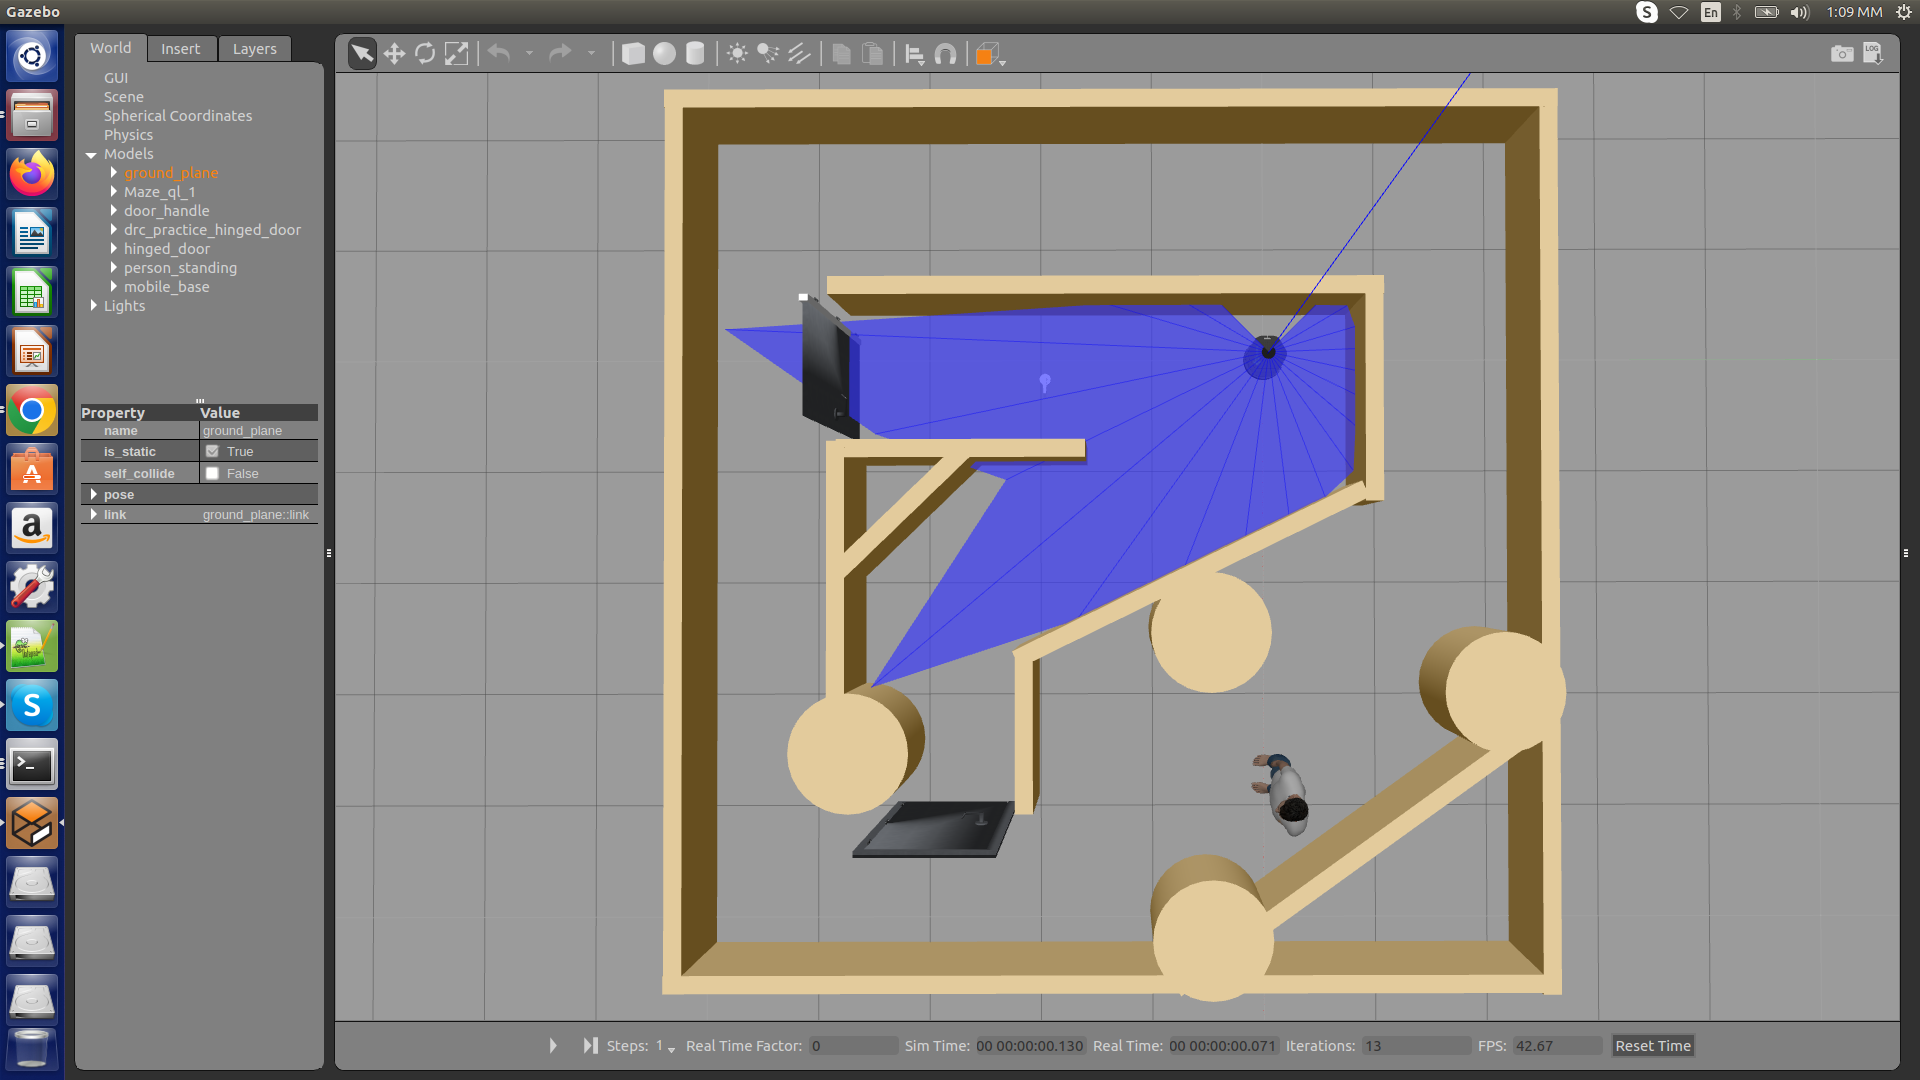 Gazebo
S En 1:09 MM
World Insert Layers
LOG
GUI
Scene
Spherical Coordinates
Physics
Models
ground_plane
Maze_ql_1
door_handle
drc_practice_hinged_door
hinged_door
person_standing
mobile_base
Lights
Property Value
name ground_plane
is_static True
self_collide False
pose
link ground_plane::link
Steps: 1 Real Time Factor: 0 Sim Time: 00 00:00:00.130 Real Time: 00 00:00:00.071 Iterations: 13 FPS: 42.67 Reset Time